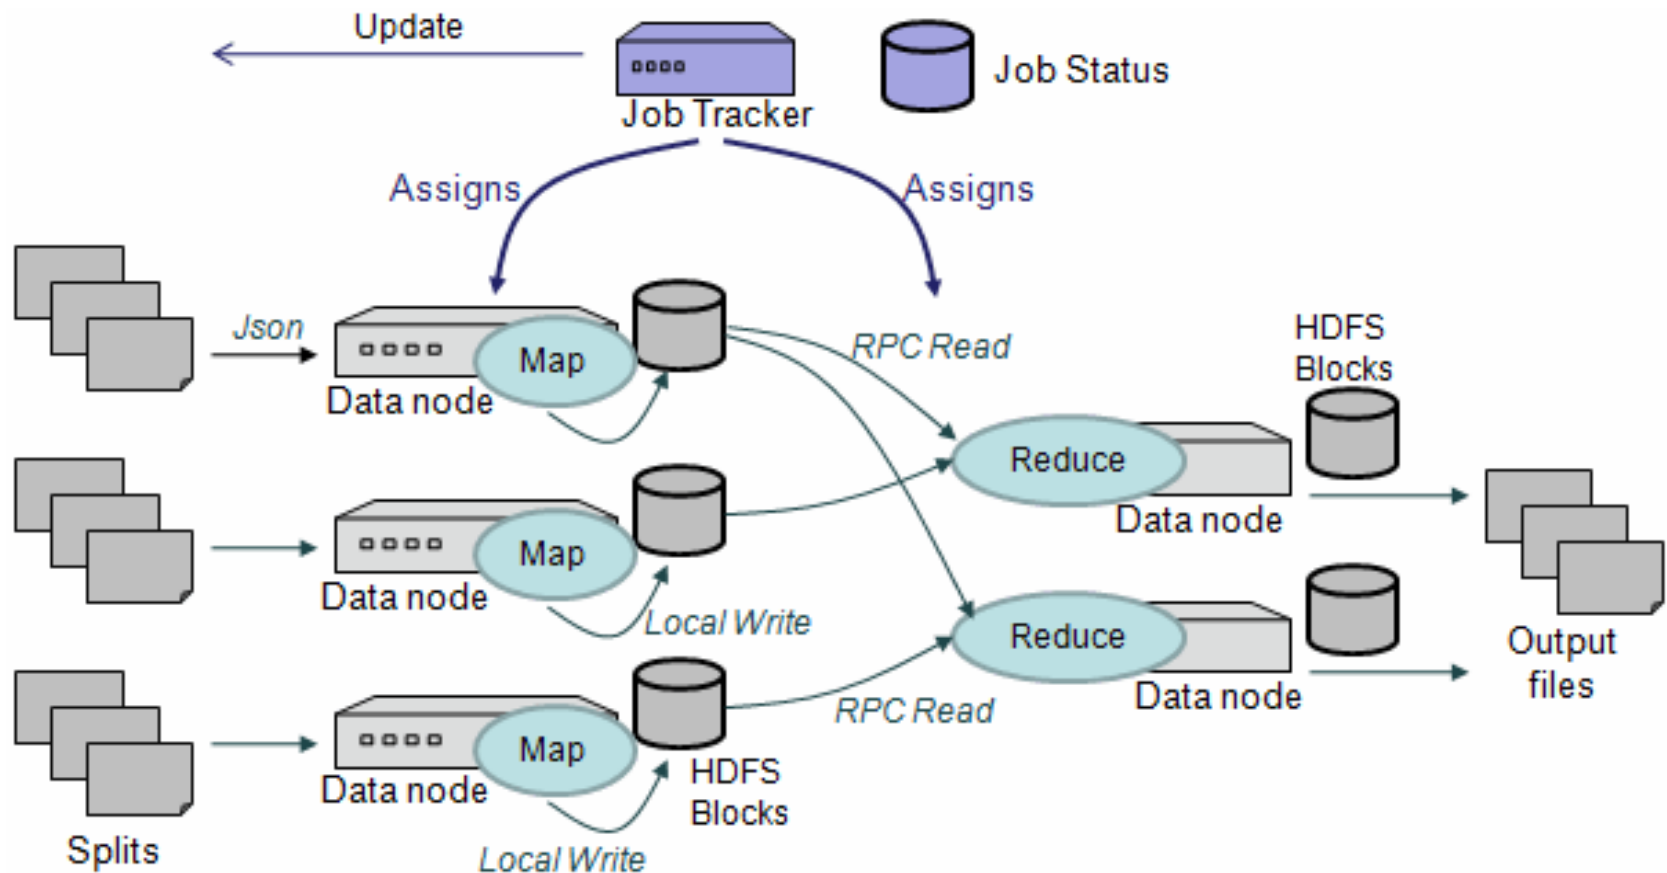 Update
Job Status
Job Tracker
Assigns
Assigns
Json
Map
Data node
RPC Read
HDFS
Blocks
Reduce
Data node
Map
Data node
Local Write
Reduce
Data node
Output
files
RPC Read
Map
Data node
HDFS
Blocks
Splits
Local Write